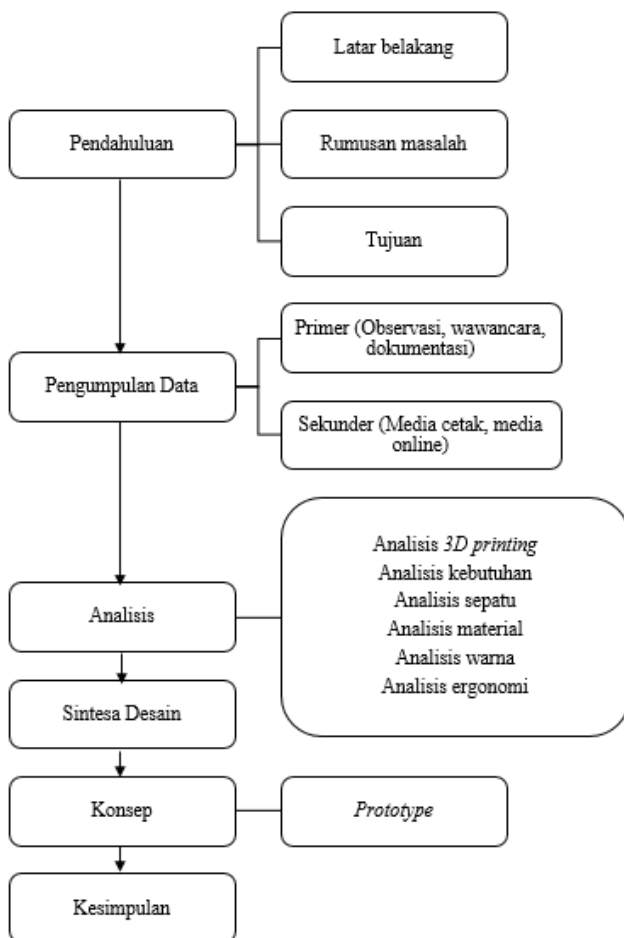 Latar belakang
Pendahuluan
Rumusan masalah
Tujuan
Primer (Observasi, wawancara,
dokumentasi)
Pengumpulan Data
Sekunder (Media cetak, media
online)
Analisis 3D printing
Analisis kebutuhan
Analisis sepatu
Analisis material
Analisis warna
Analisis ergonomi
Analisis
Sintesa Desain
Konsep
Prototype
Kesimpulan